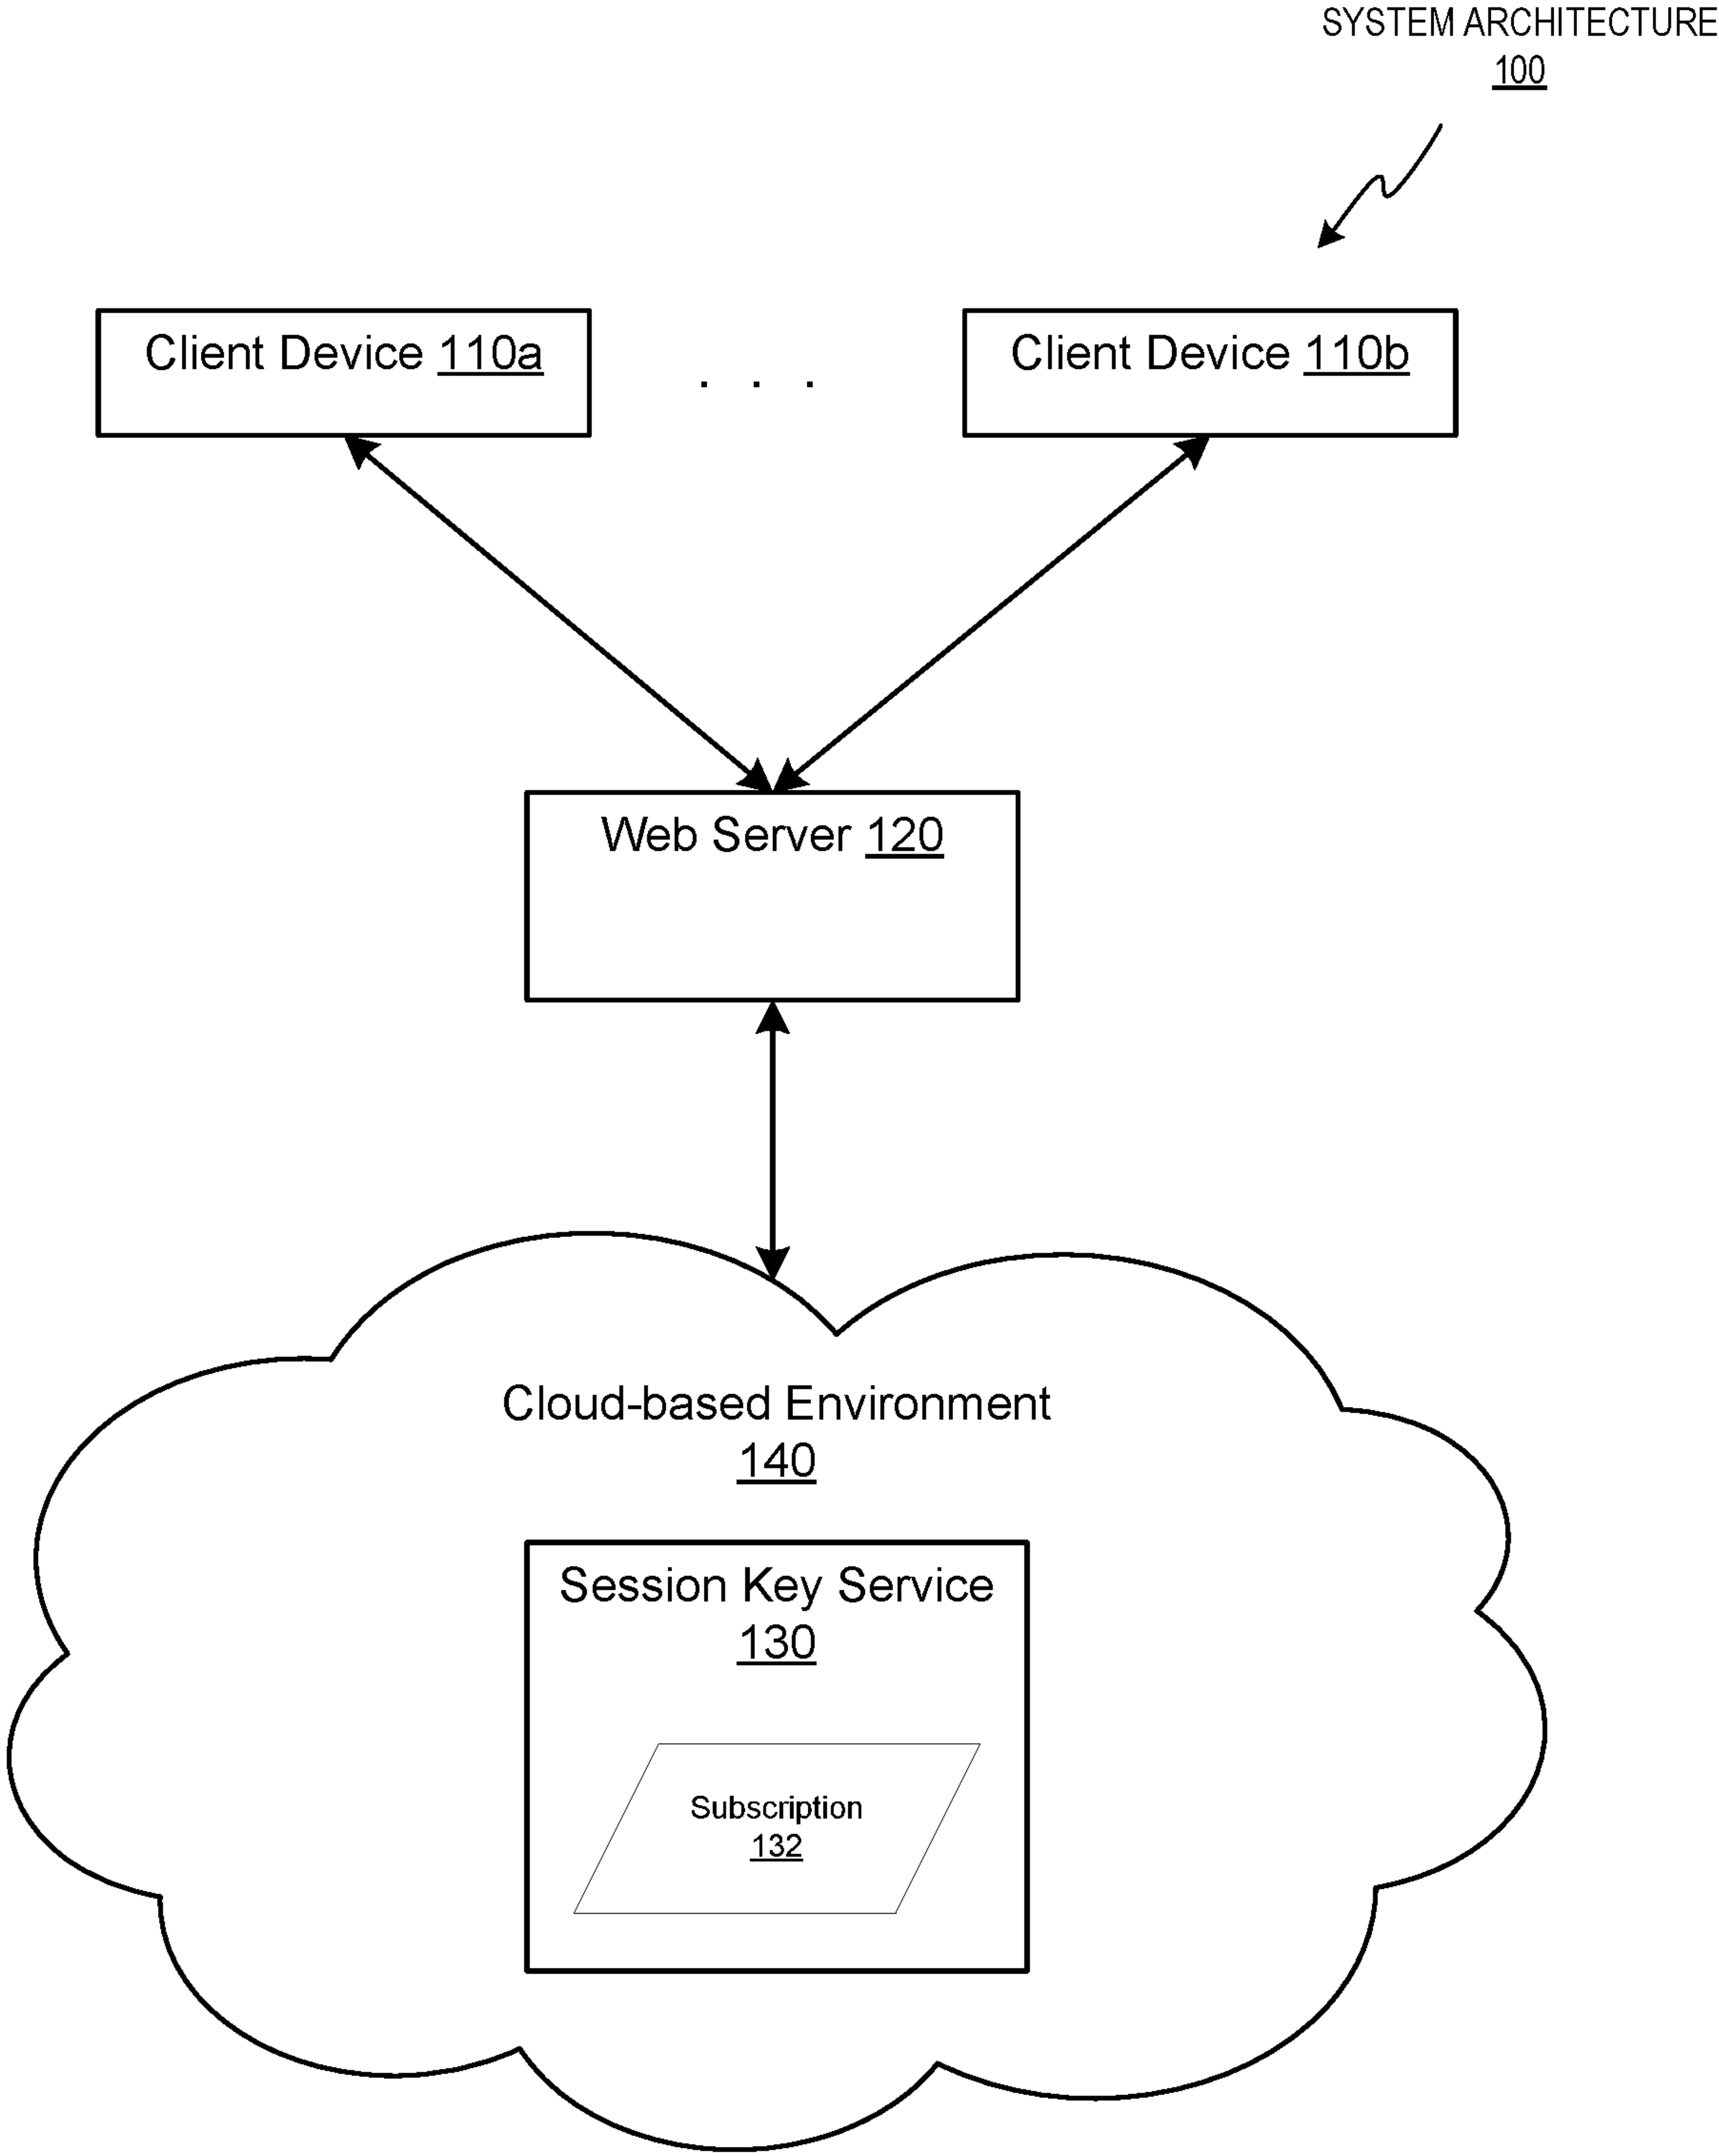 SYSTEM ARCHITECTURE
100
Client Device 110a
. . .
Client Device 110b
Web Server 120
Cloud-based Environment
140
Session Key Service
130
Subscription
132